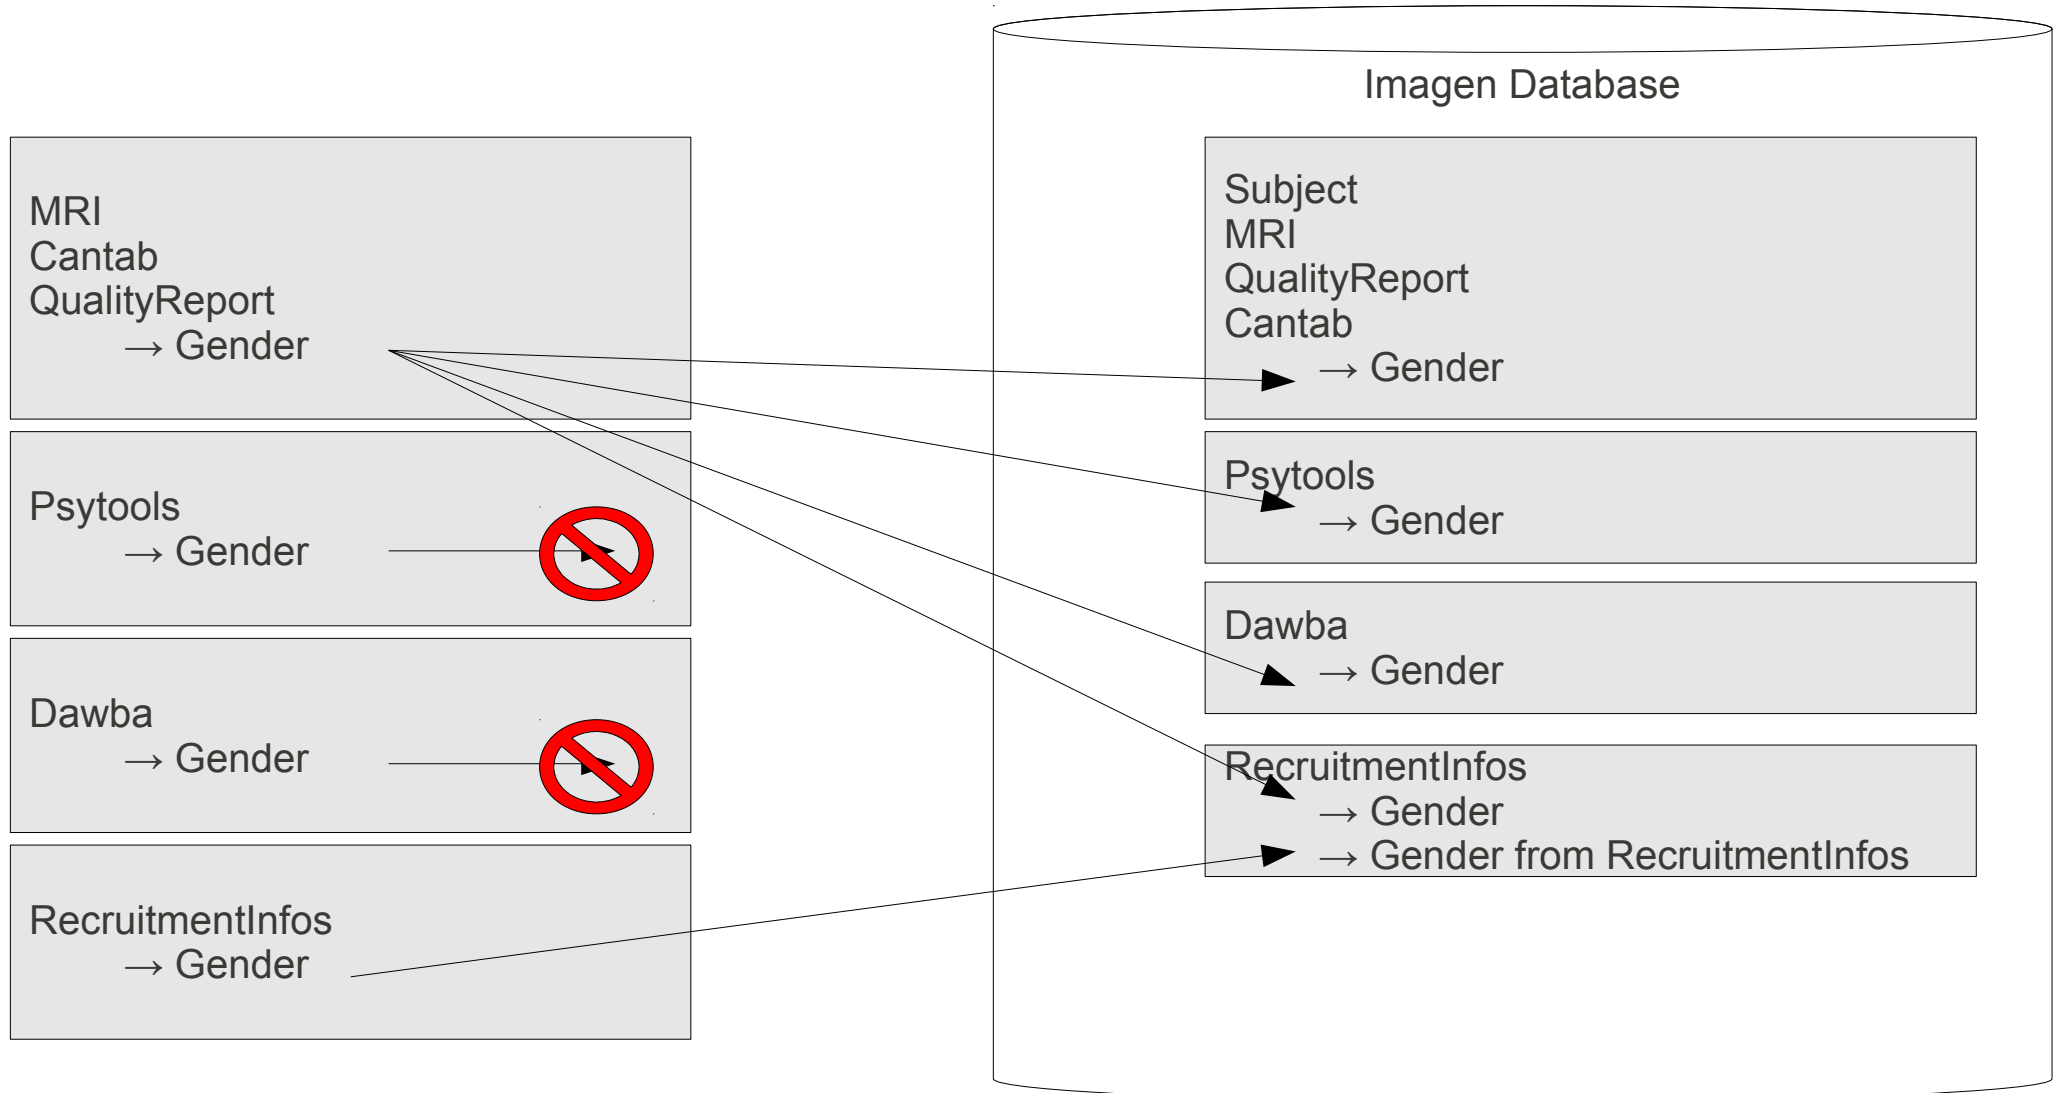 Imagen Database
MRI
Cantab
QualityReport
→ Gender
Psytools
→ Gender
Dawba
→ Gender
RecruitmentInfos
→ Gender
Subject
MRI
QualityReport
Cantab
→ Gender
Psytools
→ Gender
Dawba
→ Gender
RecruitmentInfos
→ Gender
→ Gender from RecruitmentInfos